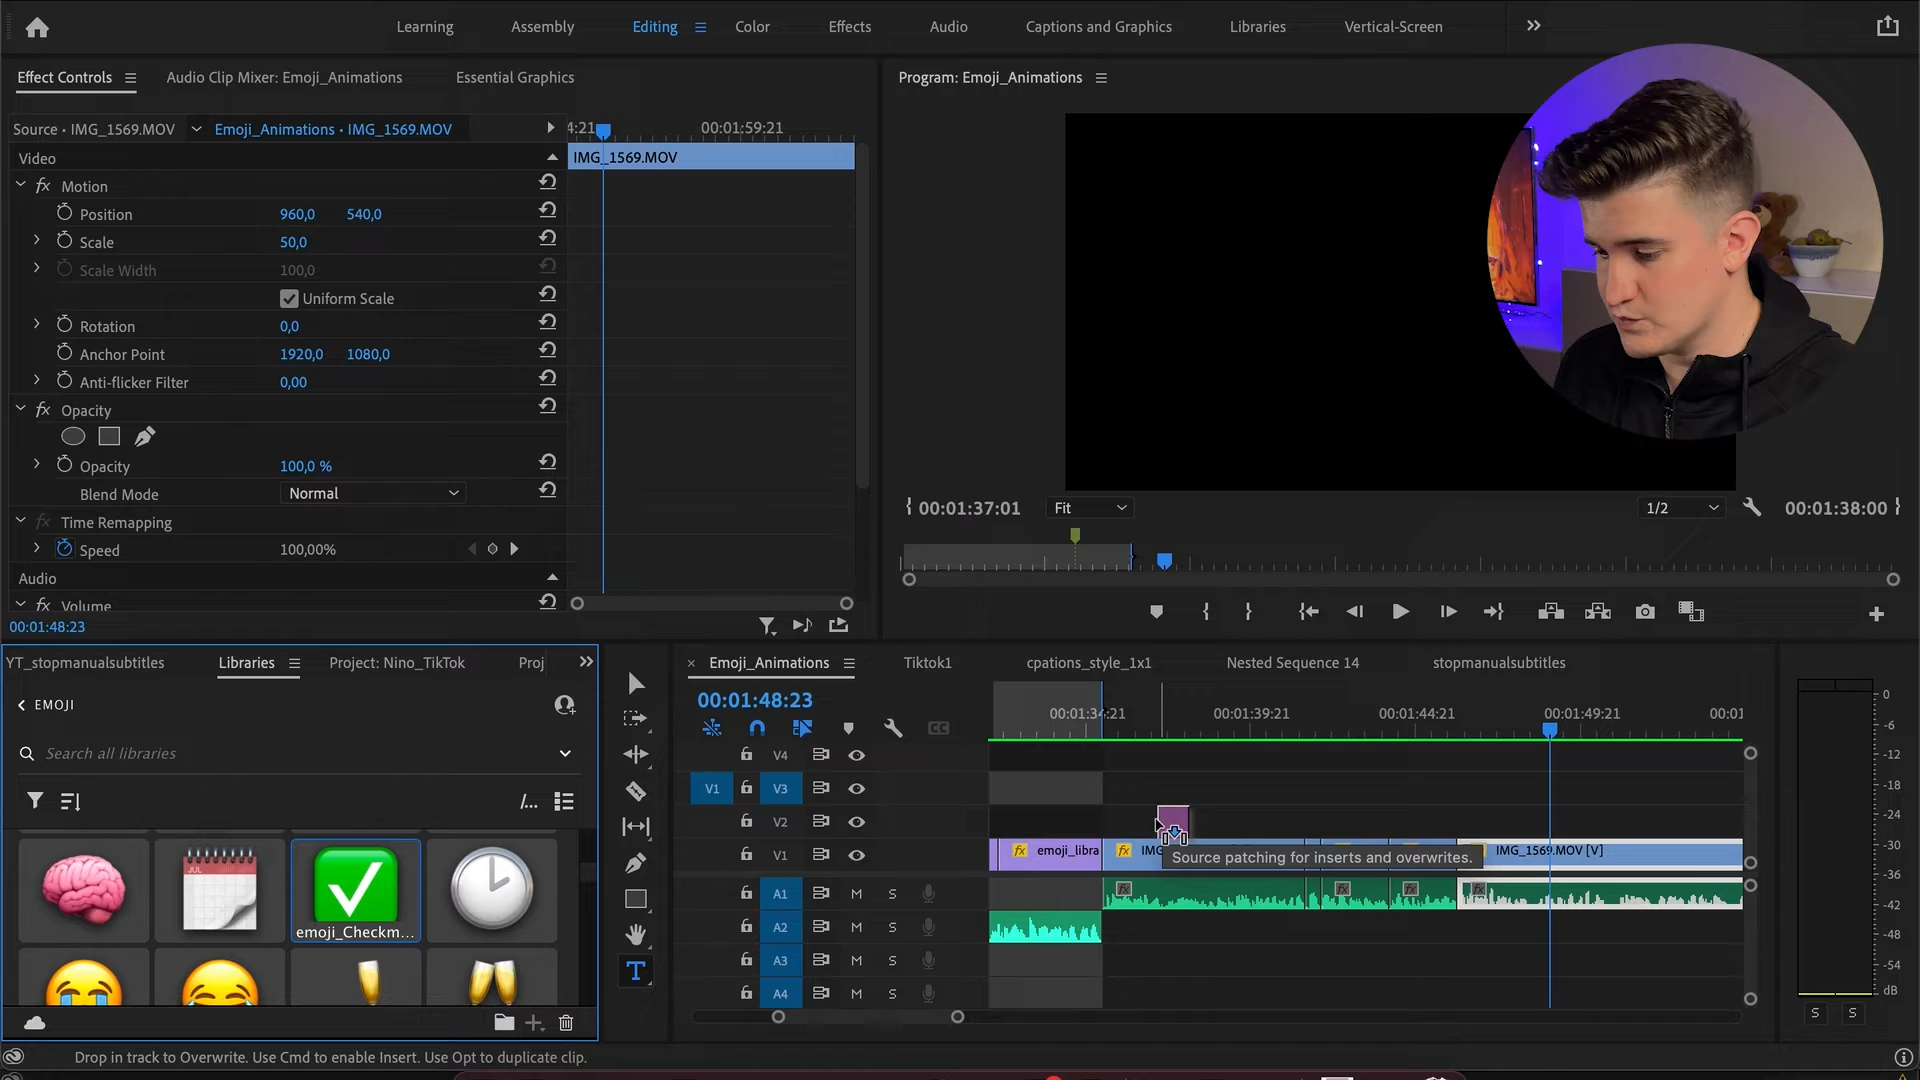 Learning Assembly Editing Color Effects Audio Captions and Graphics Libraries Vertical-Screen
Effect Controls Audio Clip Mixer: Emoji_Animations Essential Graphics
Source • IMG_1569.MOV Emoji_Animations • IMG_1569.MOV
4:21 00:01:59:21
IMG_1569.MOV
Video
fx Motion
Position 960,0 540,0
Scale 50,0
Scale Width 100,0
Uniform Scale
Rotation 0,0
Anchor Point 1920,0 1080,0
Anti-flicker Filter 0,00
fx Opacity
Opacity 100,0 %
Blend Mode Normal
fx Time Remapping
Speed 100,00%
Audio
fx Volume
00:01:48:23
Program: Emoji_Animations
00:01:37:01 Fit 1/2 00:01:38:00
YT_stopmanualsubtitles Libraries Project: Nino_TikTok Proj
EMOJI
Search all libraries
/...
JUL
17
emoji_Checkm...
T
Emoji_Animations Tiktok1 cpations_style_1x1 Nested Sequence 14 stopmanualsubtitles
00:01:48:23
00:01:34:21 00:01:39:21 00:01:44:21 00:01:49:21 00:01
CC
V4
V1 V3
V2
V1
fx emoji_libra fx IMG IMG_1569.MOV [V]
Source patching for inserts and overwrites.
A1 M S fx fx fx fx
A2 M S
A3 M S
A4 M S
0
-6
-12
-18
-24
-30
-36
-42
-48
-54
dB
S S
Drop in track to Overwrite. Use Cmd to enable Insert. Use Opt to duplicate clip.